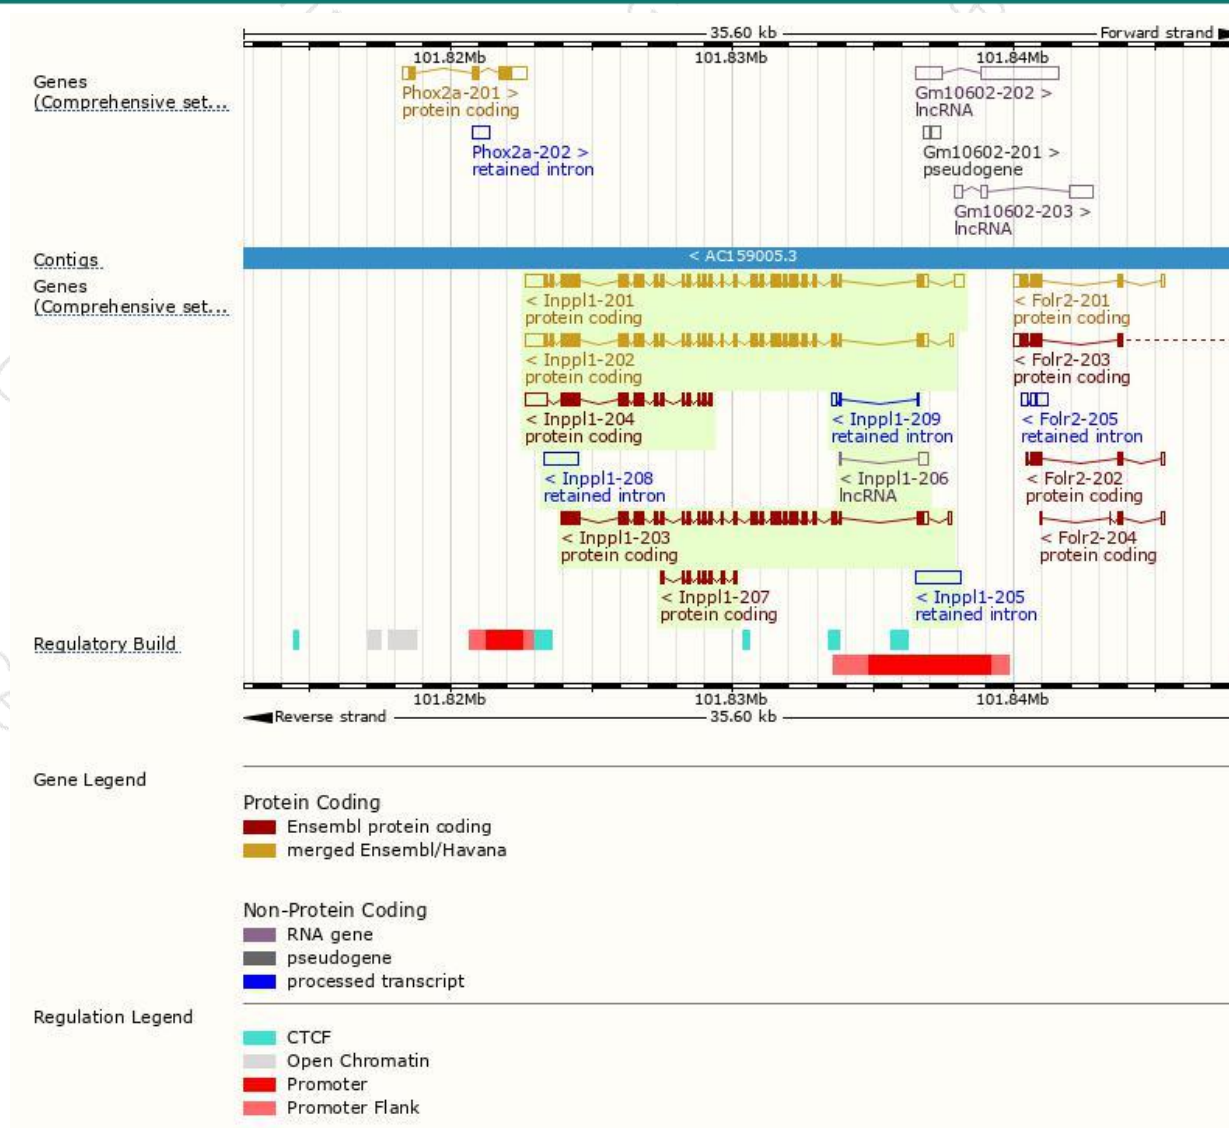 35.60 kb
Forward strand
101.82Mb 101.83Mb 101.84Mb
Genes
(Comprehensive set...
Phox2a-201 >
protein coding
Phox2a-202 >
retained intron
Gm10602-202 >
lncRNA
Gm10602-201 >
pseudogene
Gm10602-203 >
lncRNA
Contigs
< AC159005.3
Genes
(Comprehensive set...
< Inppl1-201
protein coding
< Folr2-201
protein coding
< Inppl1-202
protein coding
< Folr2-203
protein coding
< Inppl1-204
protein coding
< Inppl1-209
retained intron
< Folr2-205
retained intron
< Inppl1-208
retained intron
< Inppl1-206
lncRNA
< Folr2-202
protein coding
< Inppl1-203
protein coding
< Folr2-204
protein coding
< Inppl1-207
protein coding
< Inppl1-205
retained intron
Regulatory Build
101.82Mb 101.83Mb 101.84Mb
Reverse strand
35.60 kb
Gene Legend
Protein Coding
Ensembl protein coding
merged Ensembl/Havana
Non-Protein Coding
RNA gene
pseudogene
processed transcript
Regulation Legend
CTCF
Open Chromatin
Promoter
Promoter Flank